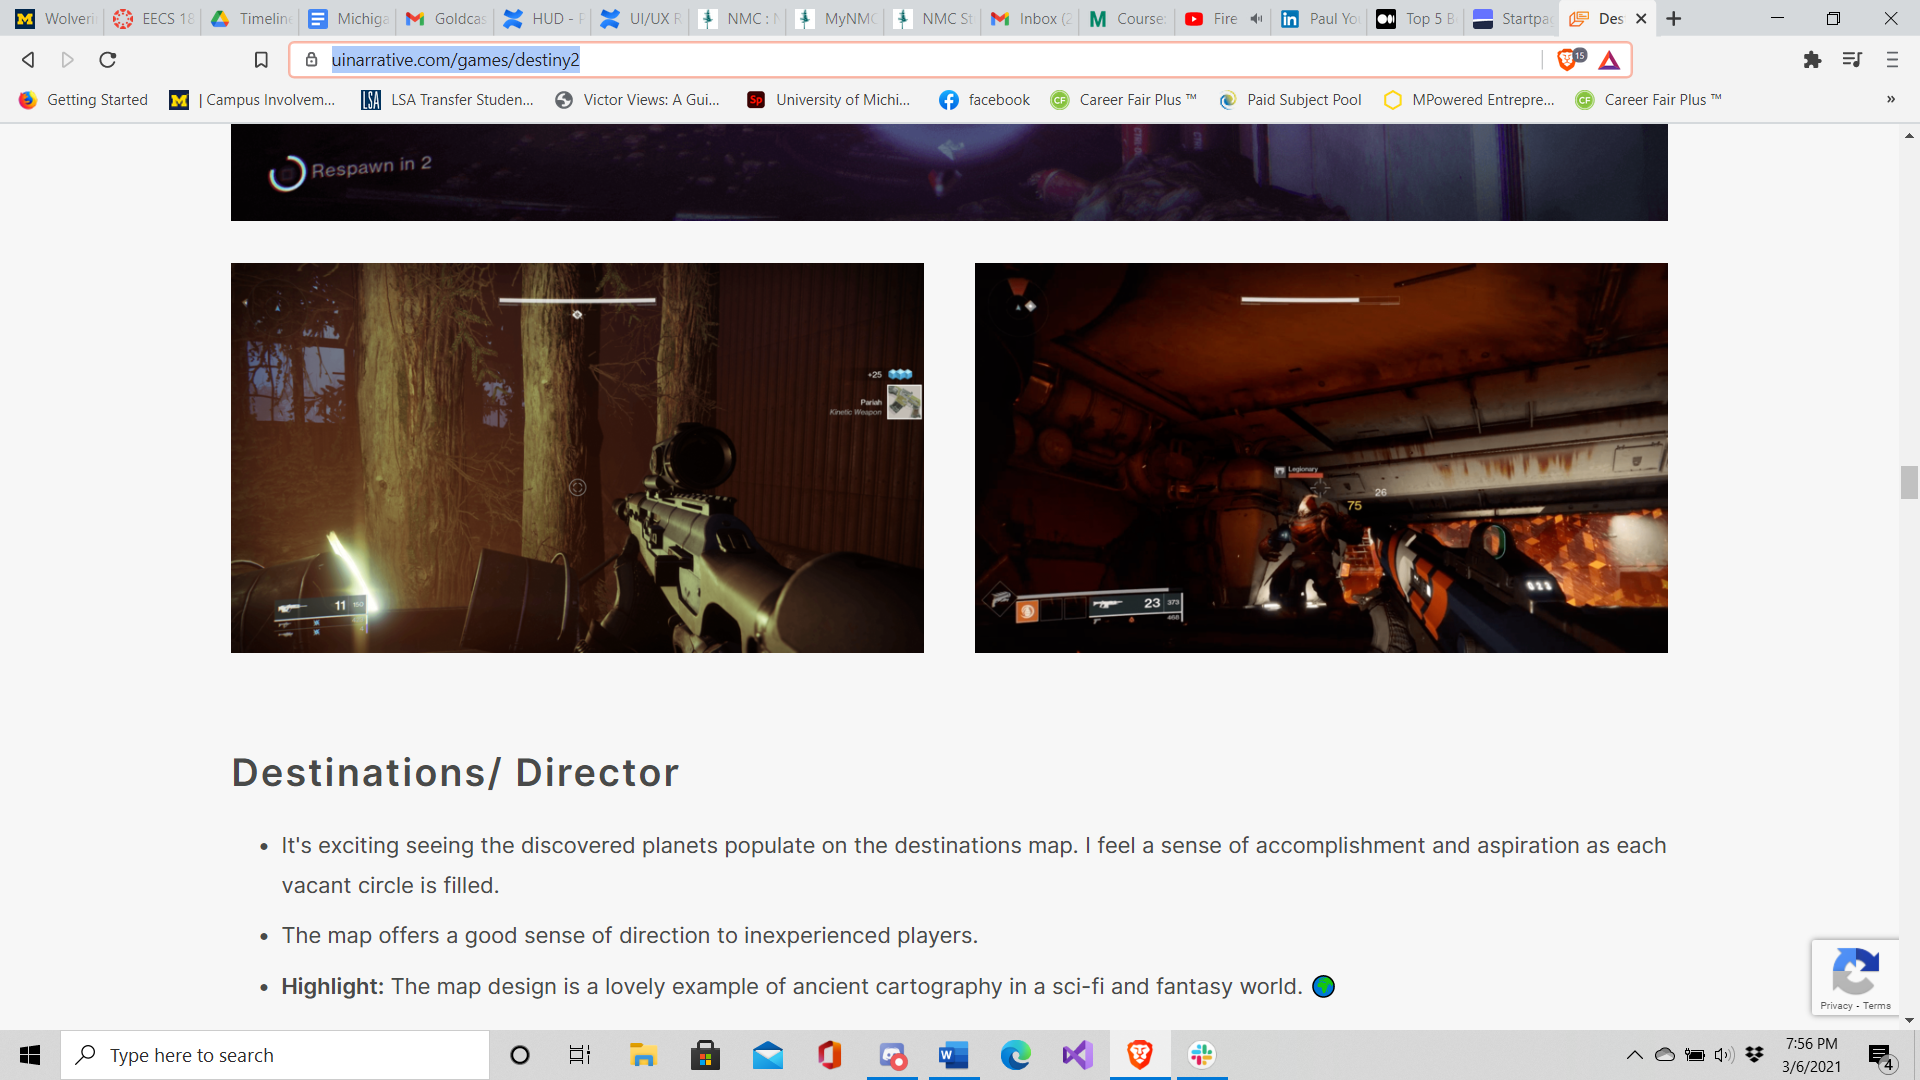 Wolveri
EECS 18
Timeline
Michiga
Goldcas
HUD - F
UI/UX R
NMC : N
MyNMC
NMC St
Inbox (2
Course:
Fire
Paul You
Top 5 B
Startpa
Des
uinarrative.com/games/destiny2
15
Getting Started
| Campus Involvem...
LSA Transfer Studen...
Victor Views: A Gui...
University of Michi...
facebook
Career Fair Plus ™
Paid Subject Pool
MPowered Entrepre...
Career Fair Plus ™
»
Respawn in 2
+25
Pariah
Kinetic Weapon
11 150
Legionary
26
75
23 373
468
Destinations/ Director
• It's exciting seeing the discovered planets populate on the destinations map. I feel a sense of accomplishment and aspiration as each
vacant circle is filled.
• The map offers a good sense of direction to inexperienced players.
• Highlight: The map design is a lovely example of ancient cartography in a sci-fi and fantasy world. 🌍
Privacy - Terms
Type here to search
7:56 PM
3/6/2021
4